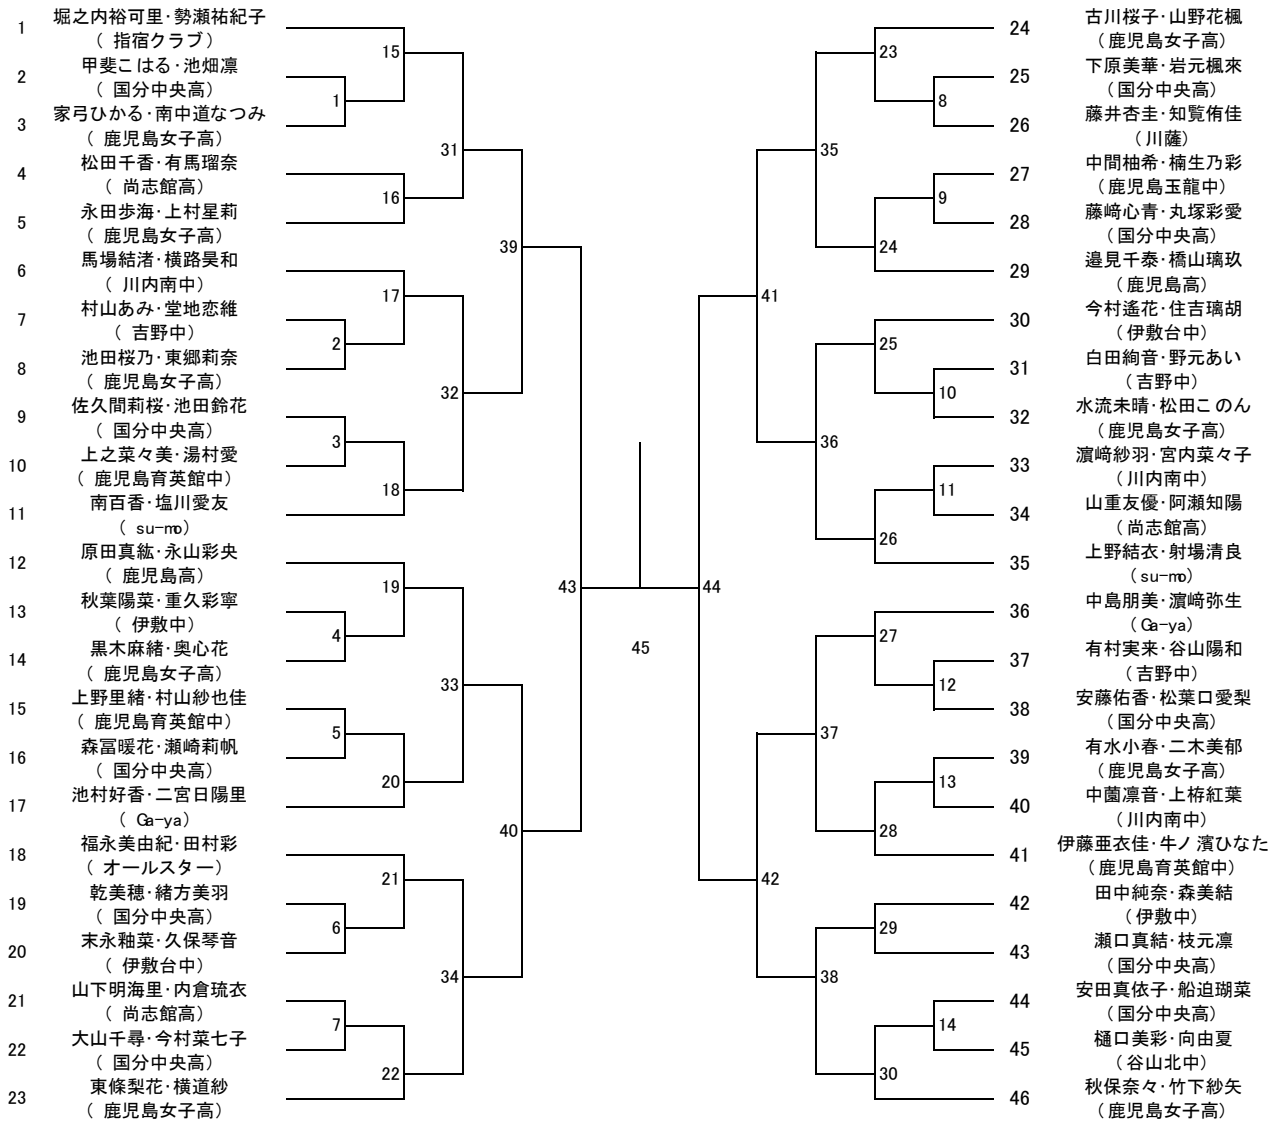 1 堀之内裕可里・勢瀬祐紀子
( 指宿クラブ)
2 甲斐こはる・池畑凛
( 国分中央高)
3 家弓ひかる・南中道なつみ
( 鹿児島女子高)
4 松田千香・有馬瑠奈
( 尚志館高)
5 永田歩海・上村星莉
( 鹿児島女子高)
6 馬場結渚・横路昊和
( 川内南中)
7 村山あみ・堂地恋維
( 吉野中)
8 池田桜乃・東郷莉奈
( 鹿児島女子高)
9 佐久間莉桜・池田鈴花
( 国分中央高)
10 上之菜々美・湯村愛
( 鹿児島育英館中)
11 南百香・塩川愛友
( su-mo)
12 原田真紘・永山彩央
( 鹿児島高)
13 秋葉陽菜・重久彩寧
( 伊敷中)
14 黒木麻緒・奥心花
( 鹿児島女子高)
15 上野里緒・村山紗也佳
( 鹿児島育英館中)
16 森冨暖花・瀬崎莉帆
( 国分中央高)
17 池村好香・二宮日陽里
( Ga-ya)
18 福永美由紀・田村彩
( オールスター)
19 乾美穂・緒方美羽
( 国分中央高)
20 末永釉菜・久保琴音
( 伊敷台中)
21 山下明海里・内倉琉衣
( 尚志館高)
22 大山千尋・今村菜七子
( 国分中央高)
23 東條梨花・横道紗
( 鹿児島女子高)
1
2
3
4
5
6
7
15
16
17
18
19
20
21
22
31
32
33
34
39
40
43
45
44
41
42
35
36
37
38
23
24
25
26
27
28
29
30
8
9
10
11
12
13
14
24 古川桜子・山野花楓
(鹿児島女子高)
25 下原美華・岩元楓來
(国分中央高)
26 藤井杏圭・知覧侑佳
(川薩)
27 中間柚希・楠生乃彩
(鹿児島玉龍中)
28 藤﨑心青・丸塚彩愛
(国分中央高)
29 邉見千泰・橋山璃玖
(鹿児島高)
30 今村遙花・住吉璃胡
(伊敷台中)
31 白田絢音・野元あい
(吉野中)
32 水流未晴・松田このん
(鹿児島女子高)
33 濵﨑紗羽・宮内菜々子
(川内南中)
34 山重友優・阿瀬知陽
(尚志館高)
35 上野結衣・射場清良
(su-mo)
36 中島朋美・濵﨑弥生
(Ga-ya)
37 有村実来・谷山陽和
(吉野中)
38 安藤佑香・松葉口愛梨
(国分中央高)
39 有水小春・二木美郁
(鹿児島女子高)
40 中薗凛音・上栫紅葉
(川内南中)
41 伊藤亜衣佳・牛ノ濱ひなた
(鹿児島育英館中)
42 田中純奈・森美結
(伊敷中)
43 瀬口真結・枝元凛
(国分中央高)
44 安田真依子・船迫瑚菜
(国分中央高)
45 樋口美彩・向由夏
(谷山北中)
46 秋保奈々・竹下紗矢
(鹿児島女子高)